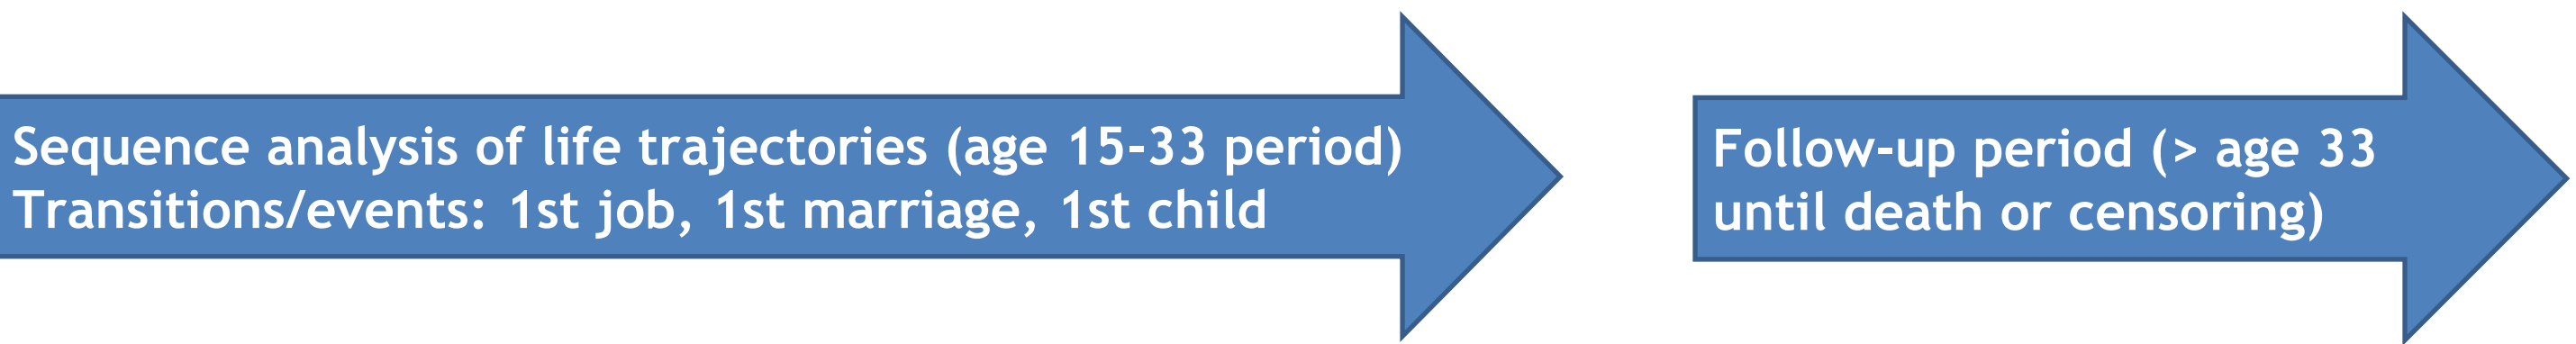 Sequence analysis of life trajectories (age 15-33 period)
Transitions/events: 1st job, 1st marriage, 1st child
Follow-up period (> age 33
until death or censoring)